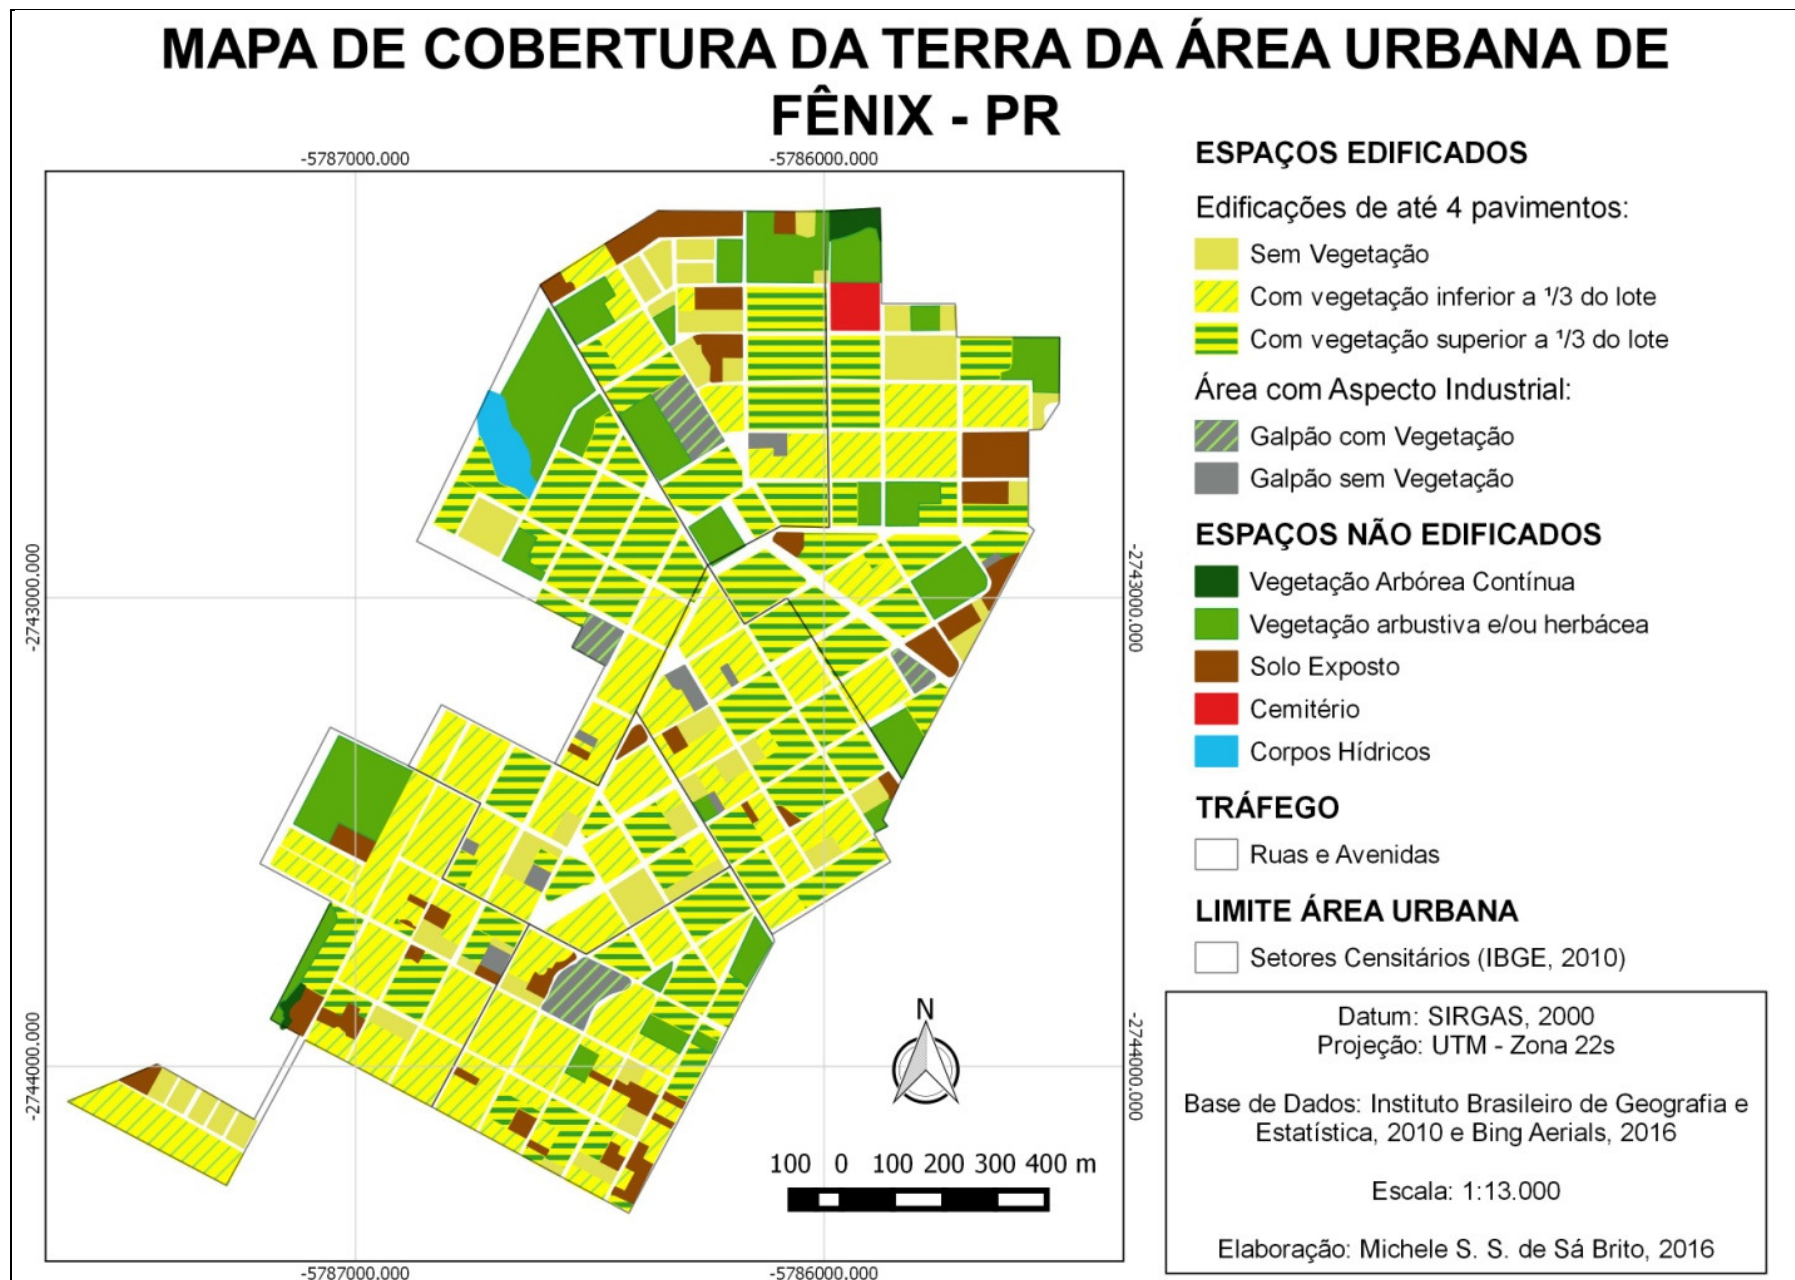 MAPA DE COBERTURA DA TERRA DA ÁREA URBANA DE
FÊNIX - PR
-5787000.000
-5786000.000
-2743000.000
-2743000.000
-2744000.000
-2744000.000
-5787000.000
-5786000.000
N
100 0 100 200 300 400 m
ESPAÇOS EDIFICADOS
Edificações de até 4 pavimentos:
Sem Vegetação
Com vegetação inferior a ¹/3 do lote
Com vegetação superior a ¹/3 do lote
Área com Aspecto Industrial:
Galpão com Vegetação
Galpão sem Vegetação
ESPAÇOS NÃO EDIFICADOS
Vegetação Arbórea Contínua
Vegetação arbustiva e/ou herbácea
Solo Exposto
Cemitério
Corpos Hídricos
TRÁFEGO
Ruas e Avenidas
LIMITE ÁREA URBANA
Setores Censitários (IBGE, 2010)
Datum: SIRGAS, 2000
Projeção: UTM - Zona 22s
Base de Dados: Instituto Brasileiro de Geografia e
Estatística, 2010 e Bing Aerials, 2016
Escala: 1:13.000
Elaboração: Michele S. S. de Sá Brito, 2016